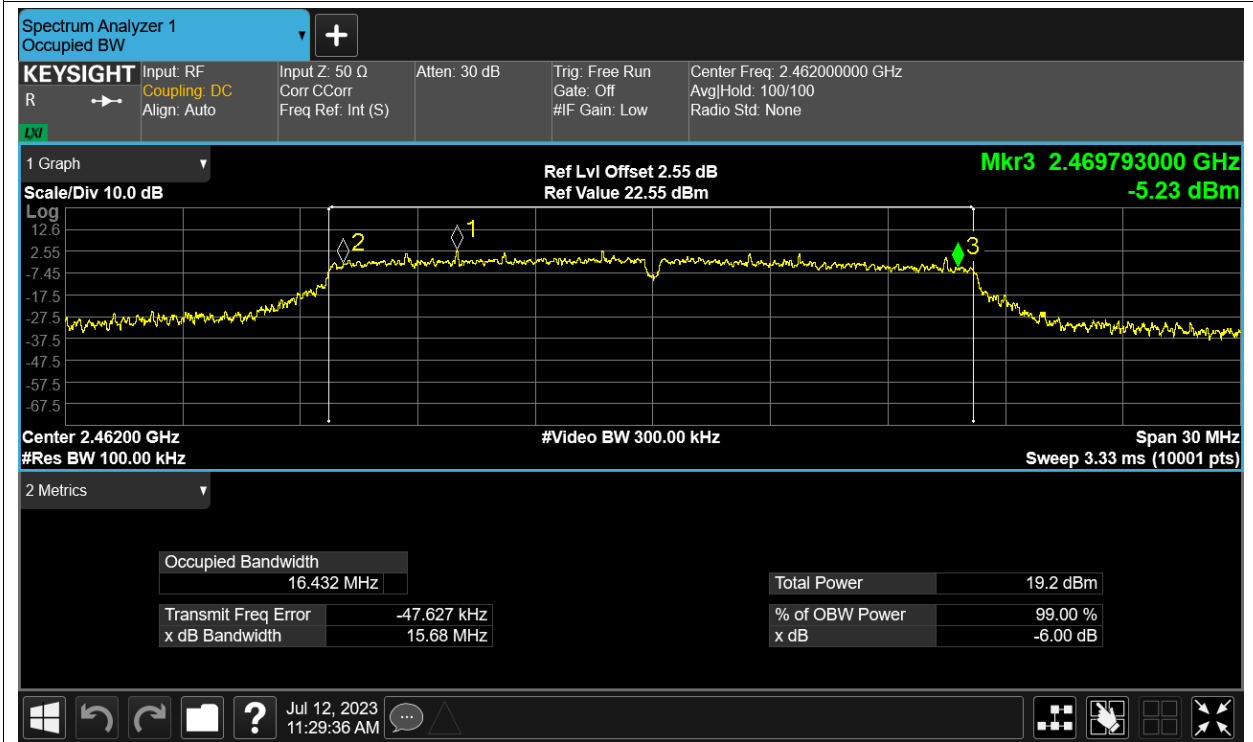 Spectrum Analyzer 1
Occupied BW
KEYSIGHT
R
LXI
Input: RF
Coupling: DC
Align: Auto
Input Z: 50 Ω
Corr CCorr
Freq Ref: Int (S)
Atten: 30 dB
Trig: Free Run
Gate: Off
#IF Gain: Low
Center Freq: 2.462000000 GHz
Avg|Hold: 100/100
Radio Std: None
1 Graph
Scale/Div 10.0 dB
Ref Lvl Offset 2.55 dB
Ref Value 22.55 dBm
Mkr3 2.469793000 GHz
-5.23 dBm
Log
12.6
2.55
-7.45
-17.5
-27.5
-37.5
-47.5
-57.5
-67.5
2
1
3
Center 2.46200 GHz
#Res BW 100.00 kHz
#Video BW 300.00 kHz
Span 30 MHz
Sweep 3.33 ms (10001 pts)
2 Metrics
Occupied Bandwidth
16.432 MHz
Transmit Freq Error -47.627 kHz
x dB Bandwidth 15.68 MHz
Total Power 19.2 dBm
% of OBW Power 99.00 %
x dB -6.00 dB
?
Jul 12, 2023
11:29:36 AM